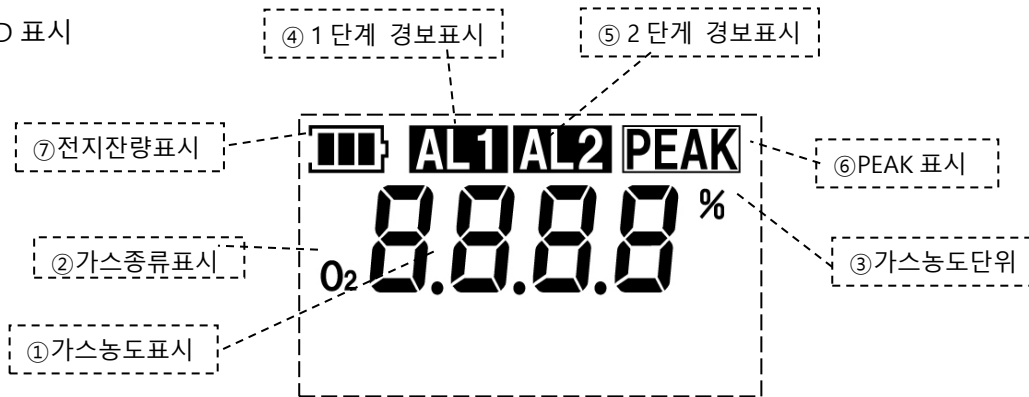 D 표시
④ 1 단계 경보표시
⑤ 2 단게 경보표시
⑦전지잔량표시
AL1 AL2 PEAK
⑥PEAK 표시
8.8.8.8 %
②가스종류표시
O2
③가스농도단위
①가스농도표시